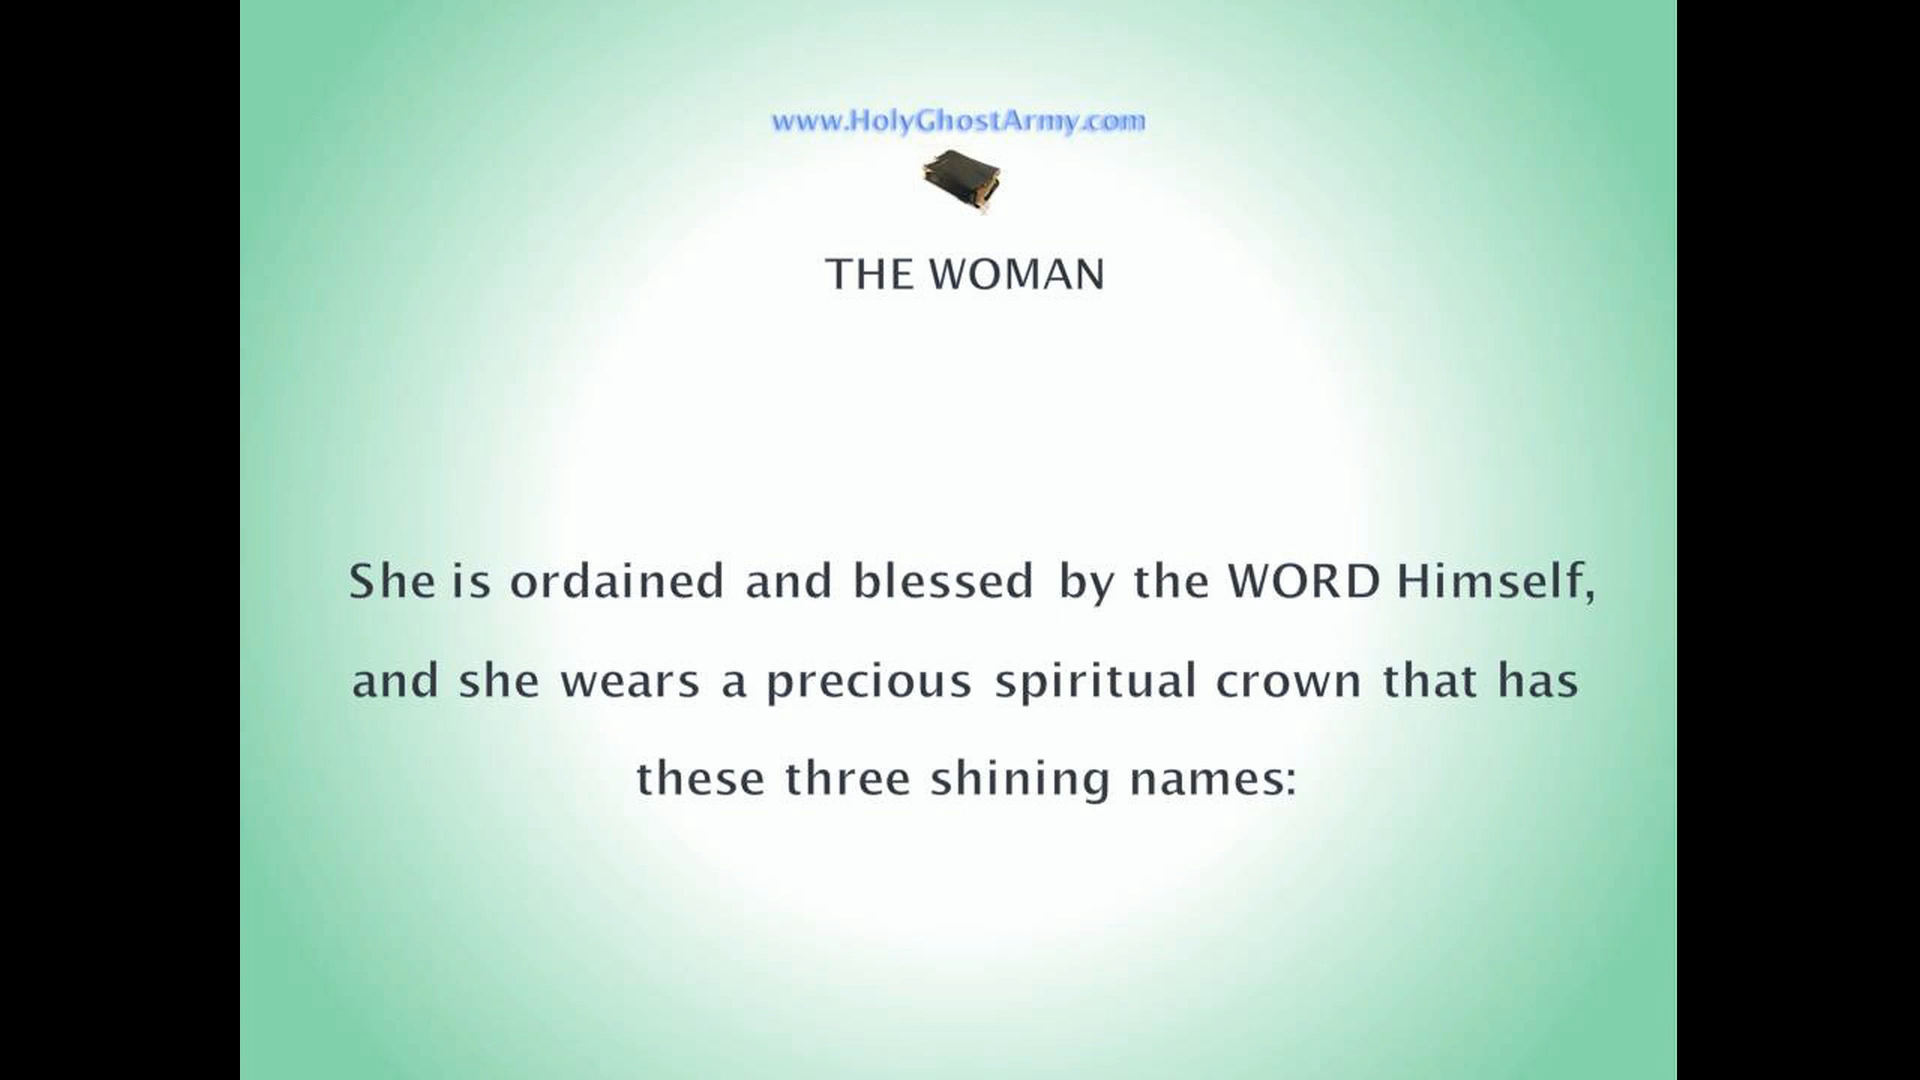 www.HolyGhostArmy.com
THE WOMAN
She is ordained and blessed by the WORD Himself,
and she wears a precious spiritual crown that has
these three shining names: